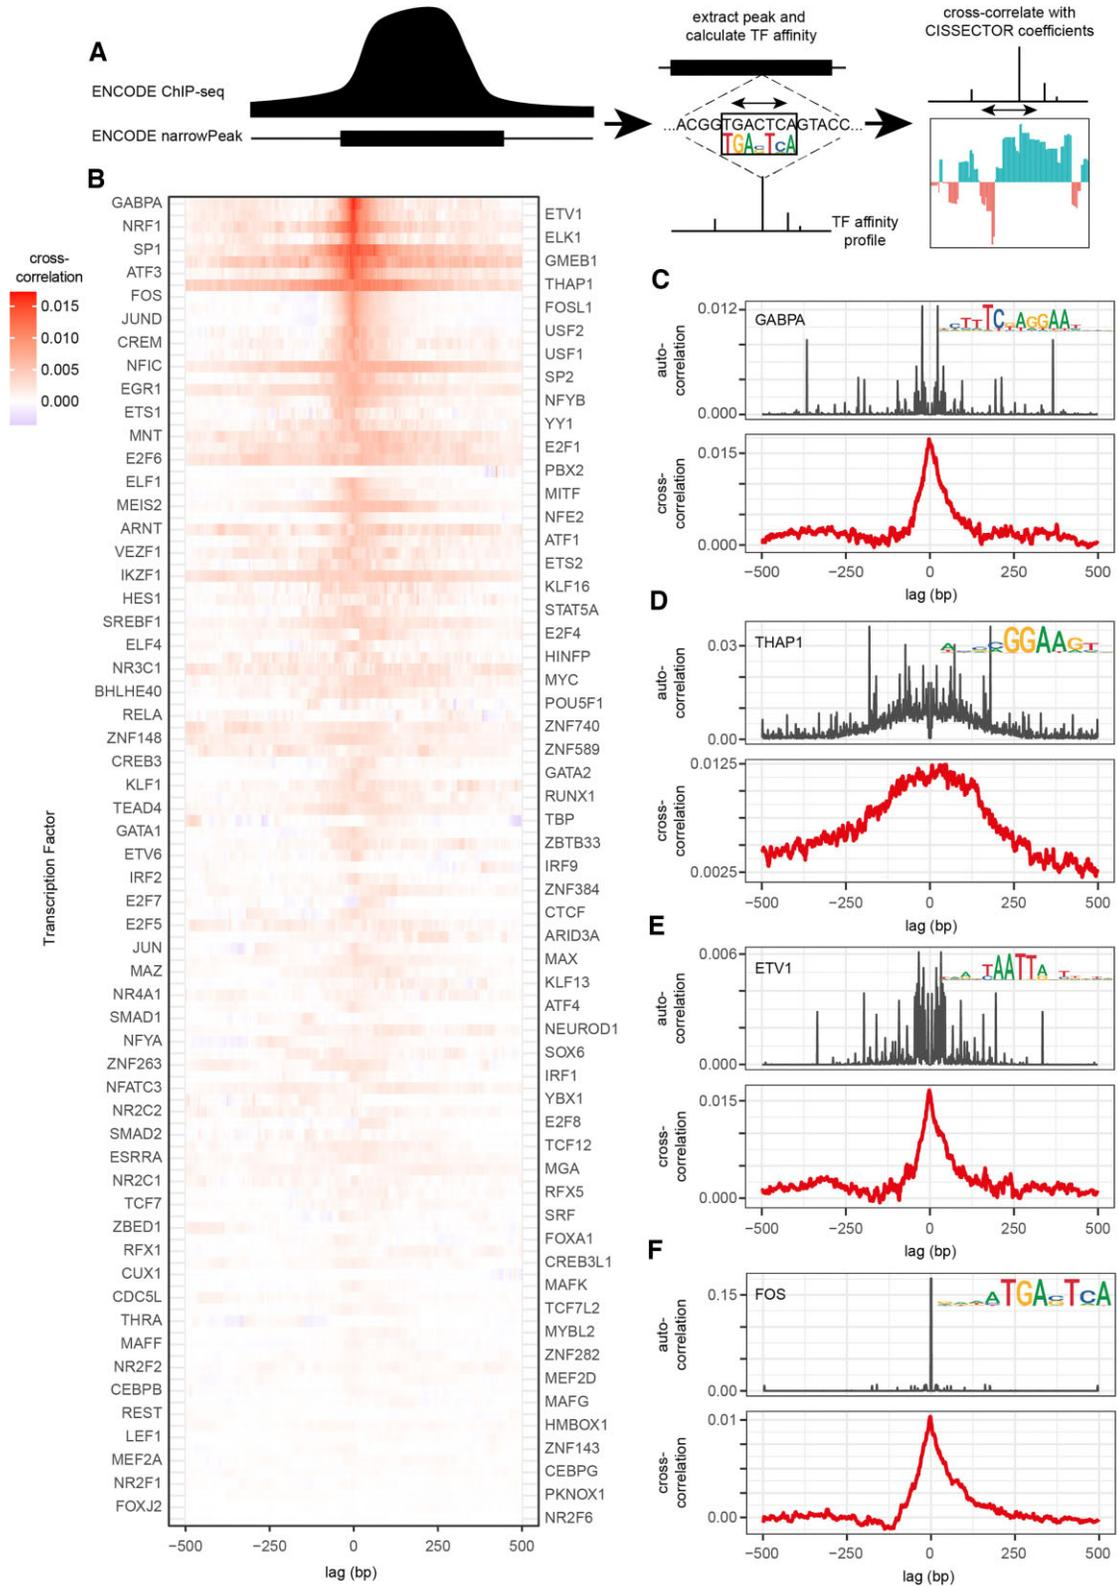 A
ENCODE ChIP-seq
ENCODE narrowPeak
extract peak and
calculate TF affinity
...ACGGTGACTCAGTACC...
TGACTCA
TF affinity
profile
cross-correlate with
CISSECTOR coefficients
B
cross-
correlation
0.015
0.010
0.005
0.000
Transcription Factor
GABPA
ETV1
NRF1
ELK1
SP1
GMEB1
ATF3
THAP1
FOS
FOSL1
JUND
USF2
CREM
USF1
NFIC
SP2
EGR1
NFYB
ETS1
YY1
MNT
E2F1
E2F6
PBX2
ELF1
MITF
MEIS2
NFE2
ARNT
ATF1
VEZF1
ETS2
IKZF1
KLF16
HES1
STAT5A
SREBF1
E2F4
ELF4
HINFP
NR3C1
MYC
BHLHE40
POU5F1
RELA
ZNF740
ZNF148
ZNF589
CREB3
GATA2
KLF1
RUNX1
TEAD4
TBP
GATA1
ZBTB33
ETV6
IRF9
IRF2
ZNF384
E2F7
CTCF
E2F5
ARID3A
JUN
MAX
MAZ
KLF13
NR4A1
ATF4
SMAD1
NEUROD1
NFYA
SOX6
ZNF263
IRF1
NFATC3
YBX1
NR2C2
E2F8
SMAD2
TCF12
ESRRA
MGA
NR2C1
RFX5
TCF7
SRF
ZBED1
FOXA1
RFX1
CREB3L1
CUX1
MAFK
CDC5L
TCF7L2
THRA
MYBL2
MAFF
ZNF282
NR2F2
MEF2D
CEBPB
MAFG
REST
HMBOX1
LEF1
ZNF143
MEF2A
CEBPG
NR2F1
PKNOX1
FOXJ2
NR2F6
−500 −250 0 250 500
lag (bp)
C
GABPA
auto-
correlation
0.012
0.000
cross-
correlation
0.015
0.000
−500 −250 0 250 500
lag (bp)
D
THAP1
GGAAGT
auto-
correlation
0.03
0.00
cross-
correlation
0.0125
0.0025
−500 −250 0 250 500
lag (bp)
E
ETV1
TAATTA
auto-
correlation
0.006
0.000
cross-
correlation
0.015
0.000
−500 −250 0 250 500
lag (bp)
F
FOS
ATGA
TCA
auto-
correlation
0.15
0.00
cross-
correlation
0.01
0.00
−500 −250 0 250 500
lag (bp)